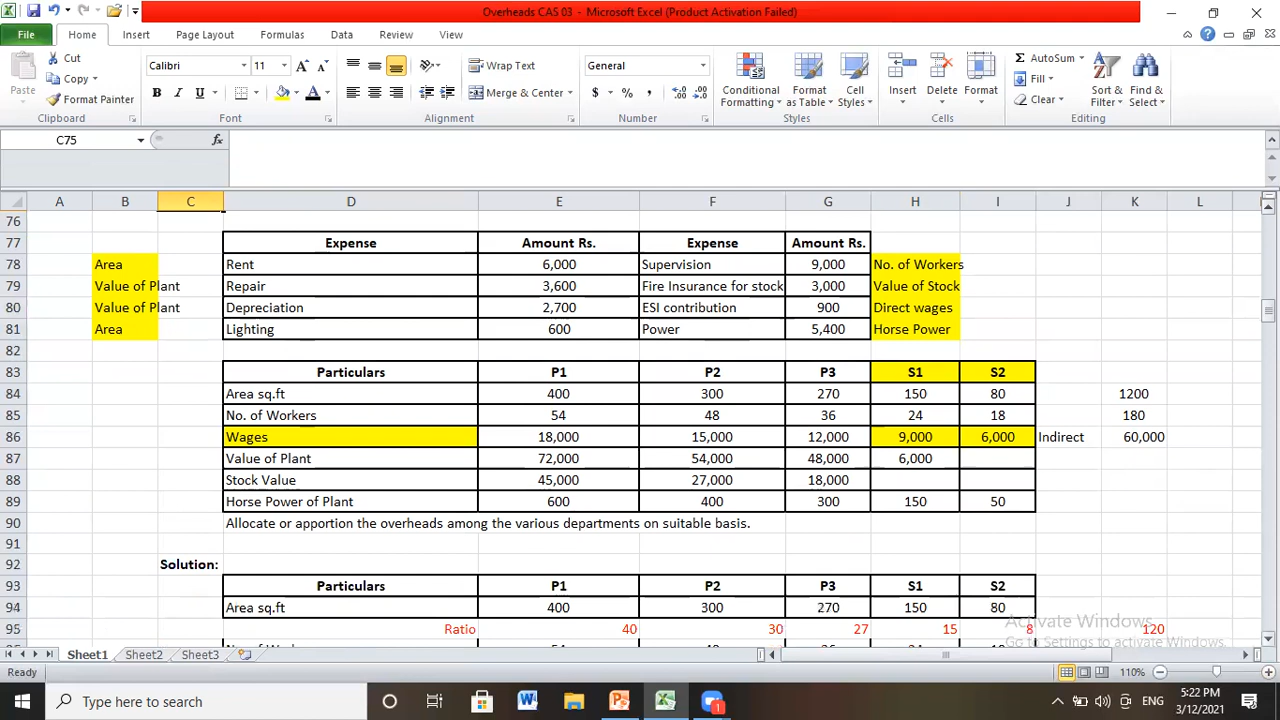 Overheads CAS 03 - Microsoft Excel (Product Activation Failed)
File Home Insert Page Layout Formulas Data Review View
Cut
Copy
Format Painter
Paste
Clipboard
Calibri 11
B I U
Font
Wrap Text
Merge & Center
Alignment
General
$ % ,
Number
Conditional Formatting
Format as Table
Cell Styles
Styles
Insert Delete Format
Cells
AutoSum
Fill
Clear
Sort & Filter
Find & Select
Editing
C75 fx
A B C D E F G H I J K L
76
77 Expense Amount Rs. Expense Amount Rs.
78 Area Rent 6,000 Supervision 9,000 No. of Workers
79 Value of Plant Repair 3,600 Fire Insurance for stock 3,000 Value of Stock
80 Value of Plant Depreciation 2,700 ESI contribution 900 Direct wages
81 Area Lighting 600 Power 5,400 Horse Power
82
83 Particulars P1 P2 P3 S1 S2
84 Area sq.ft 400 300 270 150 80 1200
85 No. of Workers 54 48 36 24 18 180
86 Wages 18,000 15,000 12,000 9,000 6,000 Indirect 60,000
87 Value of Plant 72,000 54,000 48,000 6,000
88 Stock Value 45,000 27,000 18,000
89 Horse Power of Plant 600 400 300 150 50
90 Allocate or apportion the overheads among the various departments on suitable basis.
91
92 Solution:
93 Particulars P1 P2 P3 S1 S2
94 Area sq.ft 400 300 270 150 80
95 Ratio 40 30 27 15 8 120
Activate Windows
Go to Settings to activate Windows.
Sheet1 Sheet2 Sheet3
Ready 110%
Type here to search
1
ENG
5:22 PM
3/12/2021